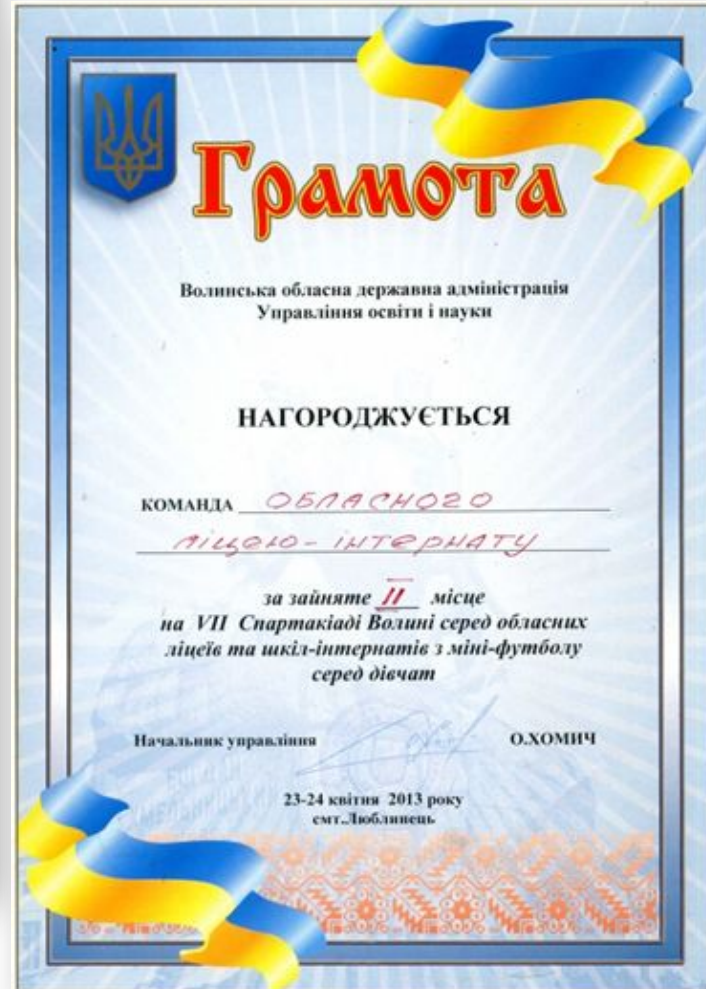 Грамота
Волинська обласна державна адміністрація
Управління освіти і науки
НАГОРОДЖУЄТЬСЯ
КОМАНДА ОБЛАСНОГО
ліцею-інтернату
за зайняте II місце
на VII Спартакіаді Волині серед обласних
ліцеїв та шкіл-інтернатів з міні-футболу
серед дівчат
Начальник управління О.ХОМИЧ
23-24 квітня 2013 року
смт.Люблинець